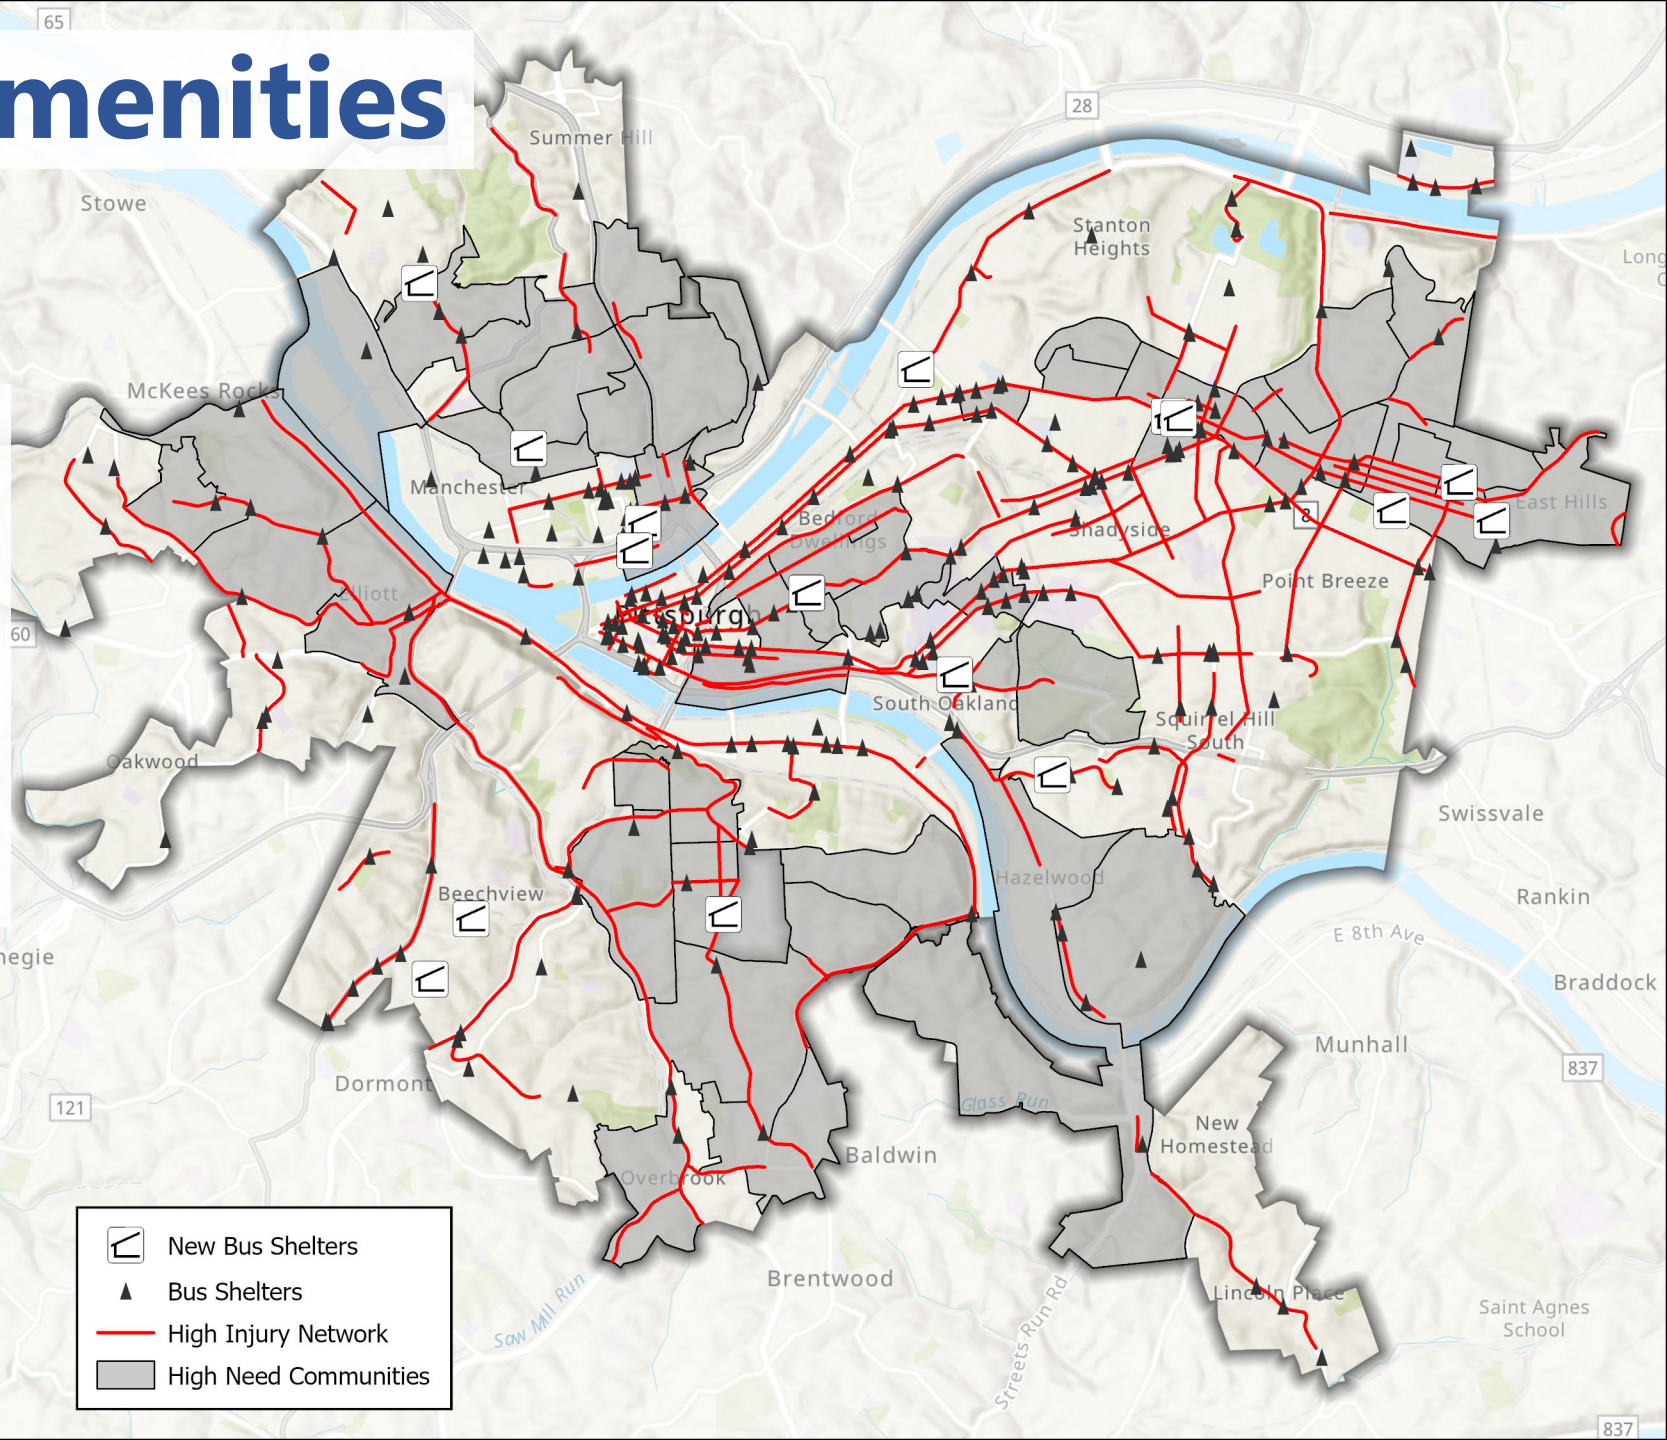 65
menities
28
Summer Hill
Stowe
Stanton
Heights
Long
McKees Rocks
Manchester
East Hills
8
Bedford
Dwellings
Shadyside
Point Breeze
Elliott
Pittsburgh
60
South Oakland
Squirrel Hill
South
Oakwood
Swissvale
Hazelwood
Beechview
Rankin
E 8th Ave
negie
Braddock
Munhall
837
Dormont
121
Glass Run
New
Homestead
Baldwin
Overbrook
New Bus Shelters
Bus Shelters
High Injury Network
High Need Communities
Brentwood
Lincoln Place
Saw Mill Run
Streets Run Rd
Saint Agnes
School
837